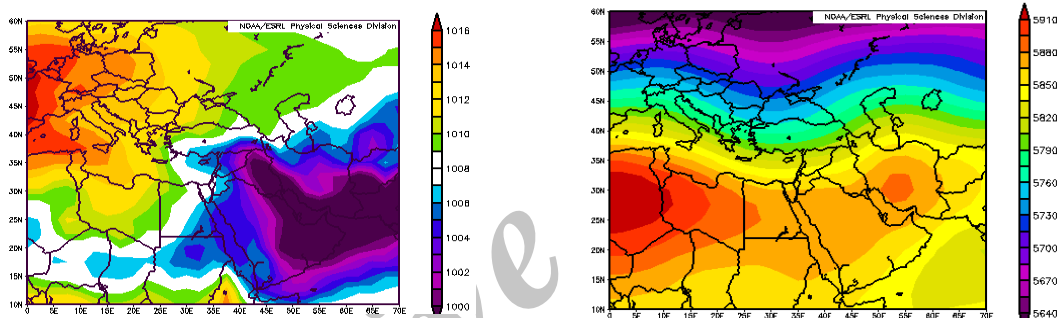 NOAA/ESRL Physical Sciences Division
60N
55N
50N
45N
40N
35N
30N
25N
20N
15N
10N
0 5E 10E 15E 20E 25E 30E 35E 40E 45E 50E 55E 60E 65E 70E
1016
1014
1012
1010
1008
1006
1004
1002
1000
NOAA/ESRL Physical Sciences Division
60N
55N
50N
45N
40N
35N
30N
25N
20N
15N
10N
0 5E 10E 15E 20E 25E 30E 35E 40E 45E 50E 55E 60E 65E 70E
5910
5880
5850
5820
5790
5760
5730
5700
5670
5640